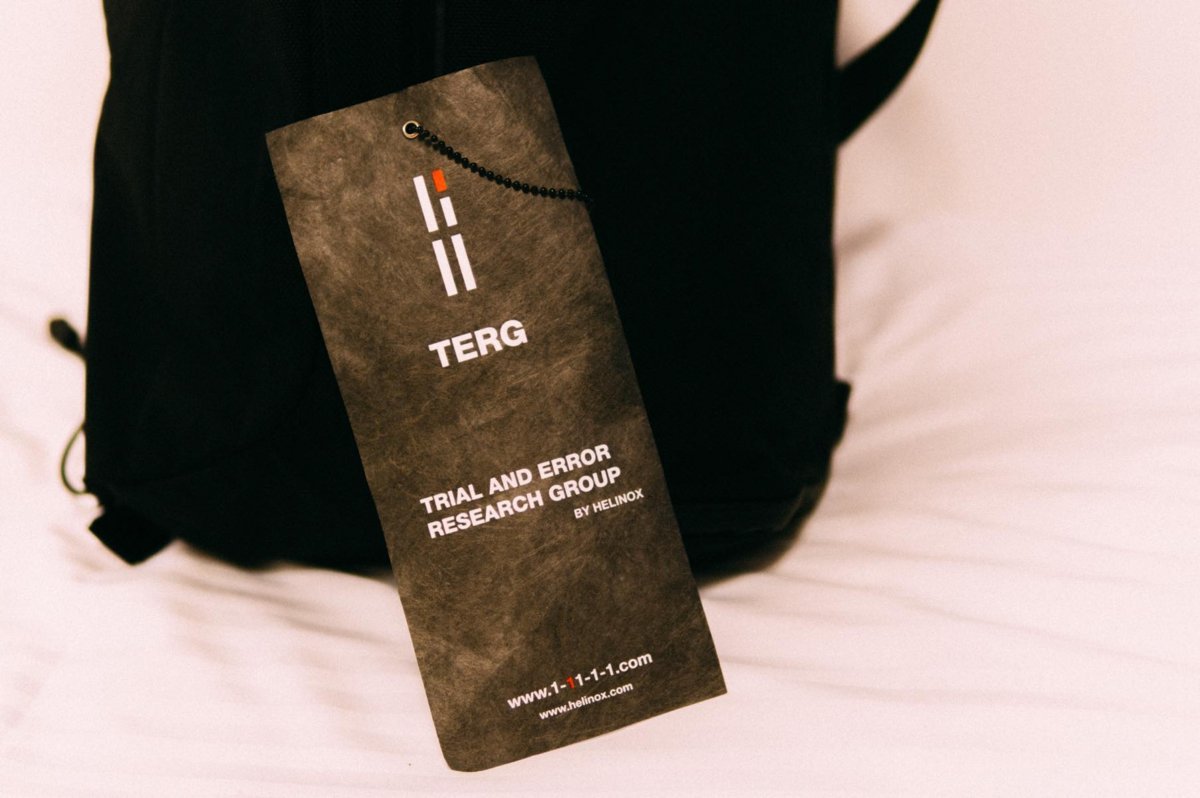 TERG
TRIAL AND ERROR
RESEARCH GROUP
BY HELINOX
www.1-11-1-1.com
www.helinox.com